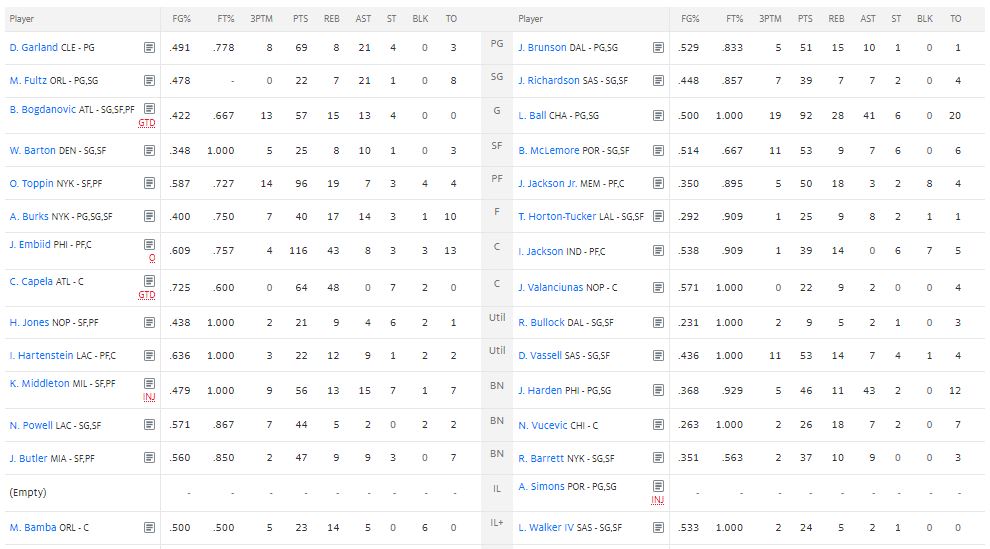 Player FG% FT% 3PTM PTS REB AST ST BLK TO Player FG% FT% 3PTM PTS REB AST ST BLK TO
D. Garland CLE - PG .491 .778 8 69 8 21 4 0 3 PG J. Brunson DAL - PG,SG .529 .833 5 51 15 10 1 0 1
M. Fultz ORL - PG,SG .478 - 0 22 7 21 1 0 8 SG J. Richardson SAS - SG,SF .448 .857 7 39 7 7 2 0 4
B. Bogdanovic ATL - SG,SF,PF GTD .422 .667 13 57 15 13 4 0 0 G L. Ball CHA - PG,SG .500 1.000 19 92 28 41 6 0 20
W. Barton DEN - SG,SF .348 1.000 5 25 8 10 1 0 3 SF B. McLemore POR - SG,SF .514 .667 11 53 9 7 6 0 6
O. Toppin NYK - SF,PF .587 .727 14 96 19 7 3 4 4 PF J. Jackson Jr. MEM - PF,C .350 .895 5 50 18 3 2 8 4
A. Burks NYK - PG,SG,SF .400 .750 7 40 17 14 3 1 10 F T. Horton-Tucker LAL - SG,SF .292 .909 1 25 9 8 2 1 1
J. Embiid PHI - PF,C O .609 .757 4 116 43 8 3 3 13 C I. Jackson IND - PF,C .538 .909 1 39 14 0 6 7 5
C. Capela ATL - C GTD .725 .600 0 64 48 0 7 2 0 C J. Valanciunas NOP - C .571 1.000 0 22 9 2 0 0 4
H. Jones NOP - SF,PF .438 1.000 2 21 9 4 6 2 1 Util R. Bullock DAL - SG,SF .231 1.000 2 9 5 2 1 0 3
I. Hartenstein LAC - PF,C .636 1.000 3 22 12 9 1 2 2 Util D. Vassell SAS - SG,SF .436 1.000 11 53 14 7 4 1 4
K. Middleton MIL - SF,PF INJ .479 1.000 9 56 13 15 7 1 7 BN J. Harden PHI - PG,SG .368 .929 5 46 11 43 2 0 12
N. Powell LAC - SG,SF .571 .867 7 44 5 2 0 2 2 BN N. Vucevic CHI - C .263 1.000 2 26 18 7 2 0 7
J. Butler MIA - SF,PF .560 .850 2 47 9 9 3 0 7 BN R. Barrett NYK - SG,SF .351 .563 2 37 10 9 0 0 3
(Empty) - - - - - - - - - IL A. Simons POR - PG,SG INJ - - - - - - - - -
M. Bamba ORL - C .500 .500 5 23 14 5 0 6 0 IL+ L. Walker IV SAS - SG,SF .533 1.000 2 24 5 2 1 0 0